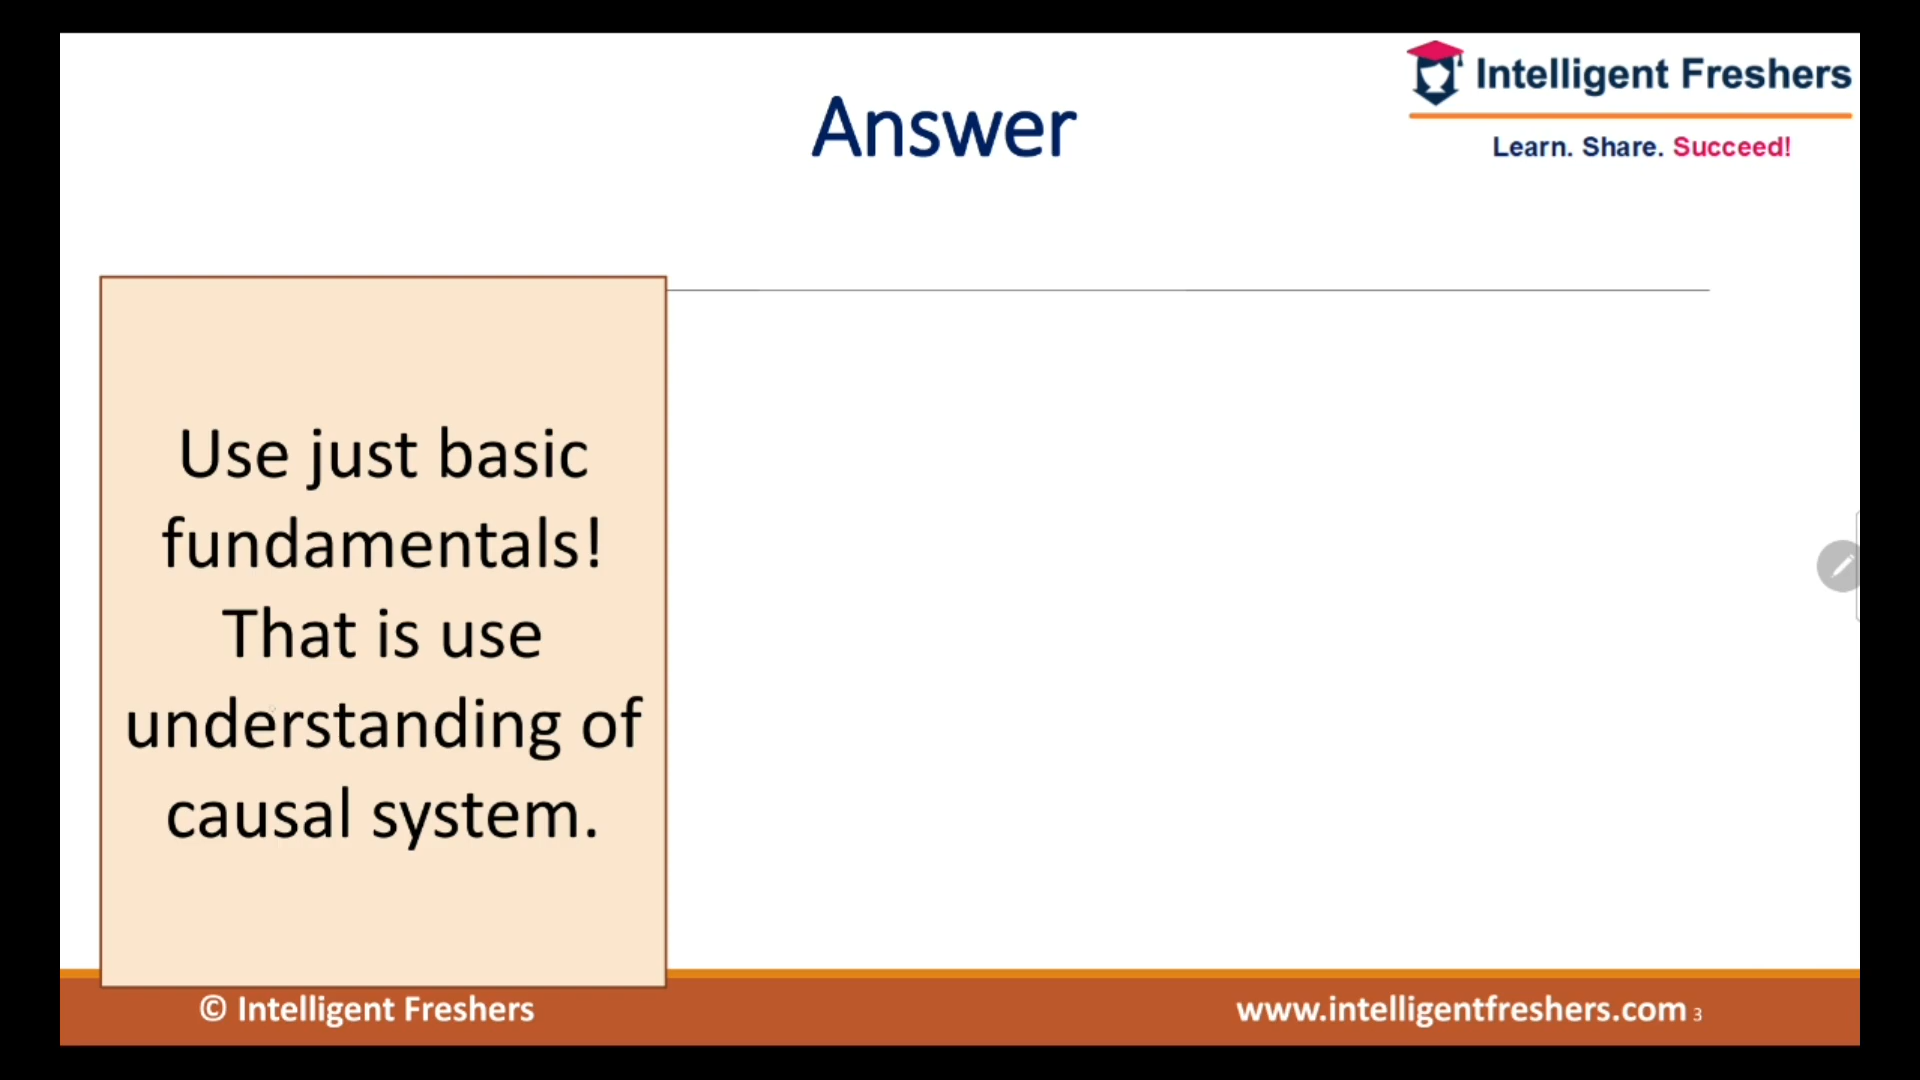 Intelligent Freshers
Learn. Share. Succeed!
Answer
Use just basic
fundamentals!
That is use
understanding of
causal system.
© Intelligent Freshers
www.intelligentfreshers.com 3